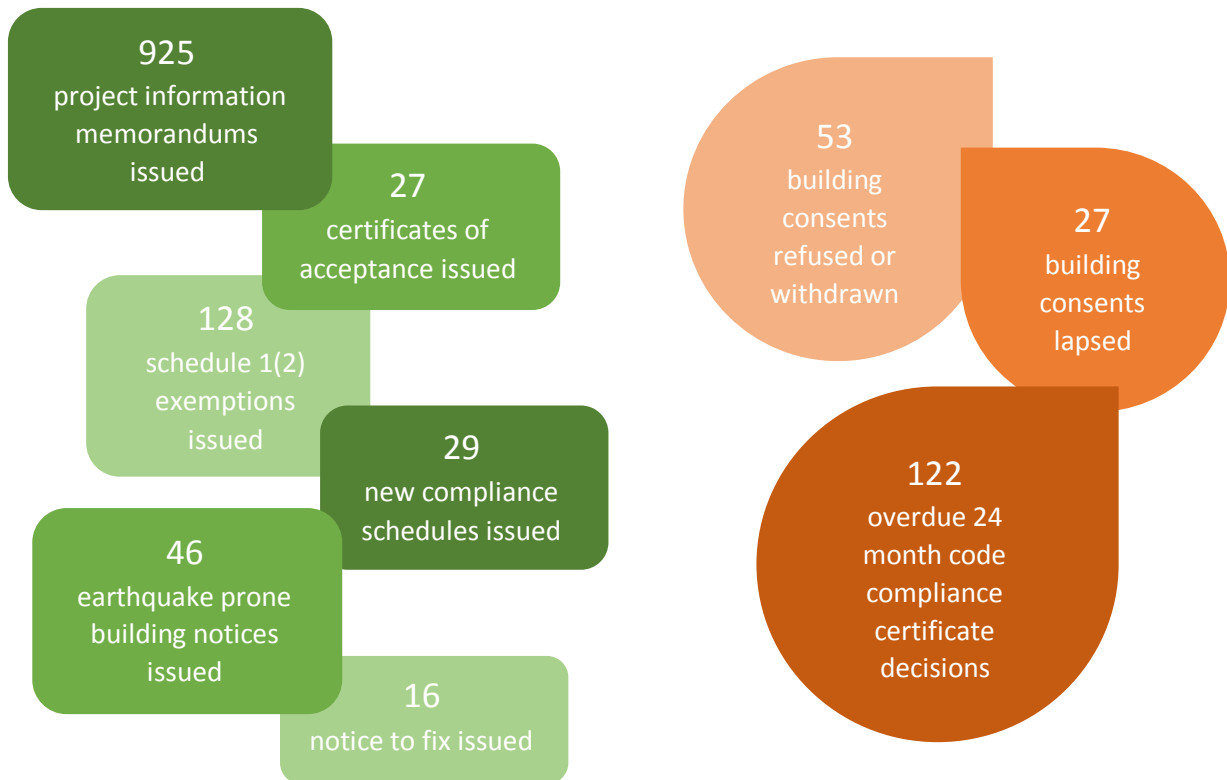 925
project information
memorandums
issued
27
certificates of
acceptance issued
128
schedule 1(2)
exemptions
issued
29
new compliance
schedules issued
46
earthquake prone
building notices
issued
16
notice to fix issued
53
building
consents
refused or
withdrawn
27
building
consents
lapsed
122
overdue 24
month code
compliance
certificate
decisions